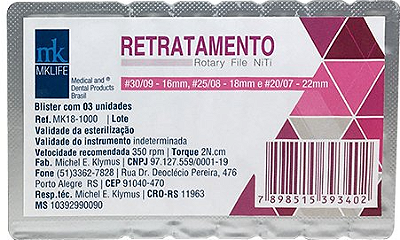 mk
MKLIFE
Medical and ®
Dental Products
Brasil
RETRATAMENTO
Rotary File NiTi
#30/09 - 16mm, #25/08 - 18mm e #20/07 - 22mm
Blister com 03 unidades
Ref. MK18-1000 | Lote
Validade da esterilização
Validade do instrumento indeterminada
Velocidade recomendada 350 rpm | Torque 2N.cm
Fab. Michel E. Klymus | CNPJ 97.127.559/0001-19
Fone (51)3362-7828 | Rua Dr. Deoclécio Pereira, 476
Porto Alegre RS | CEP 91040-470
Resp.téc. Michel E. Klymus | CRO-RS 11963
MS 10392990090
7 898515 393402